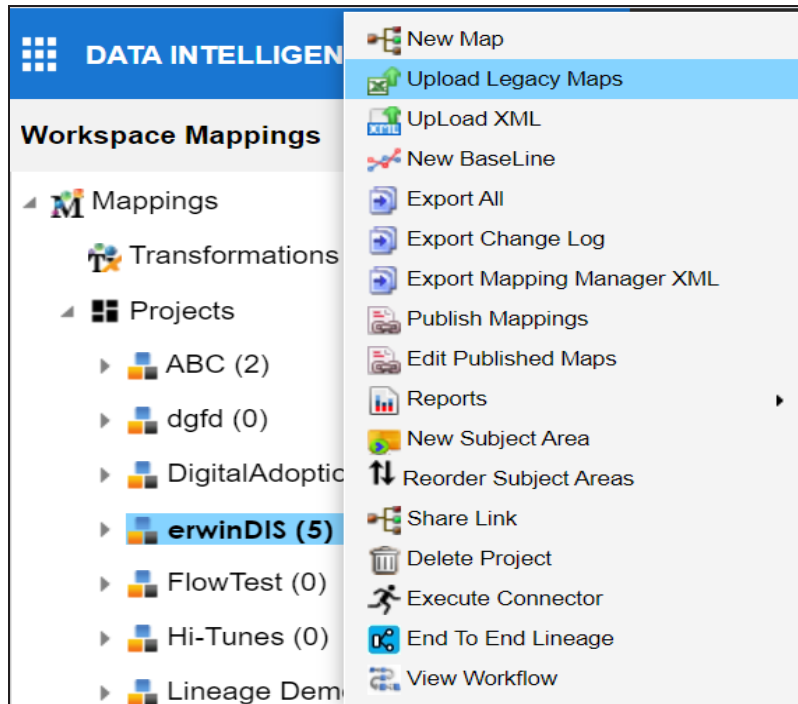 DATA INTELLIGEN
Workspace Mappings
Mappings
Transformations
Projects
ABC (2)
dgfd (0)
DigitalAdoptio
erwinDIS (5)
FlowTest (0)
Hi-Tunes (0)
Lineage Dem
New Map
Upload Legacy Maps
UpLoad XML
New BaseLine
Export All
Export Change Log
Export Mapping Manager XML
Publish Mappings
Edit Published Maps
Reports
New Subject Area
Reorder Subject Areas
Share Link
Delete Project
Execute Connector
End To End Lineage
View Workflow